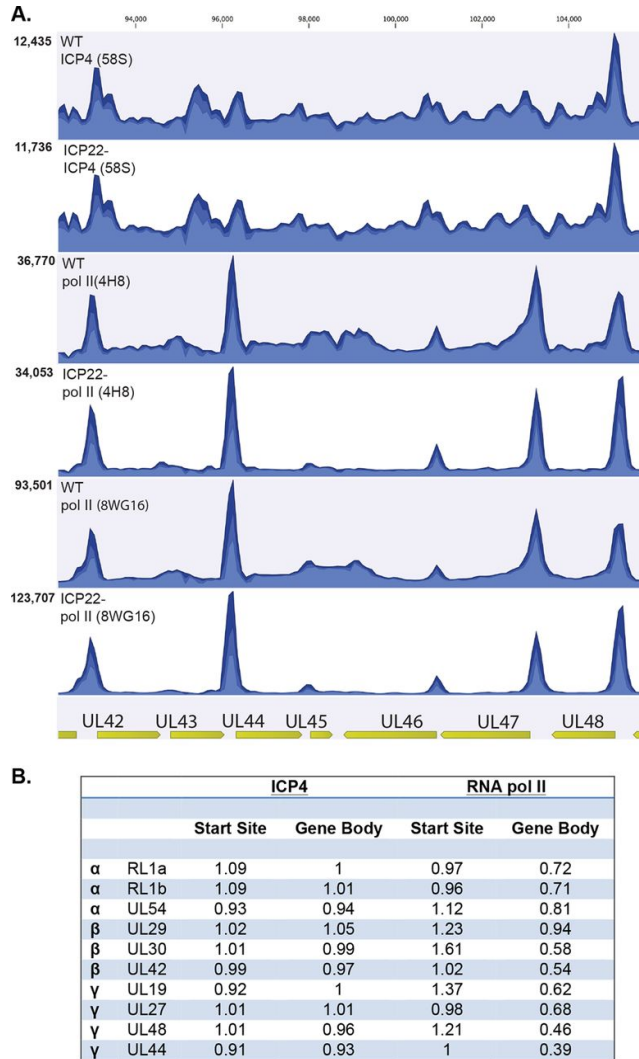 A.
94,000 96,000 98,000 100,000 102,000 104,000
12,435 WT
ICP4 (58S)
11,736 ICP22-
ICP4 (58S)
36,770 WT
pol II(4H8)
34,053 ICP22-
pol II (4H8)
93,501 WT
pol II (8WG16)
123,707 ICP22-
pol II (8WG16)
UL42 UL43 UL44 UL45 UL46 UL47 UL48
B.
ICP4 RNA pol II
Start Site Gene Body Start Site Gene Body
α RL1a 1.09 1 0.97 0.72
α RL1b 1.09 1.01 0.96 0.71
α UL54 0.93 0.94 1.12 0.81
β UL29 1.02 1.05 1.23 0.94
β UL30 1.01 0.99 1.61 0.58
β UL42 0.99 0.97 1.02 0.54
γ UL19 0.92 1 1.37 0.62
γ UL27 1.01 1.01 0.98 0.68
γ UL48 1.01 0.96 1.21 0.46
γ UL44 0.91 0.93 1 0.39